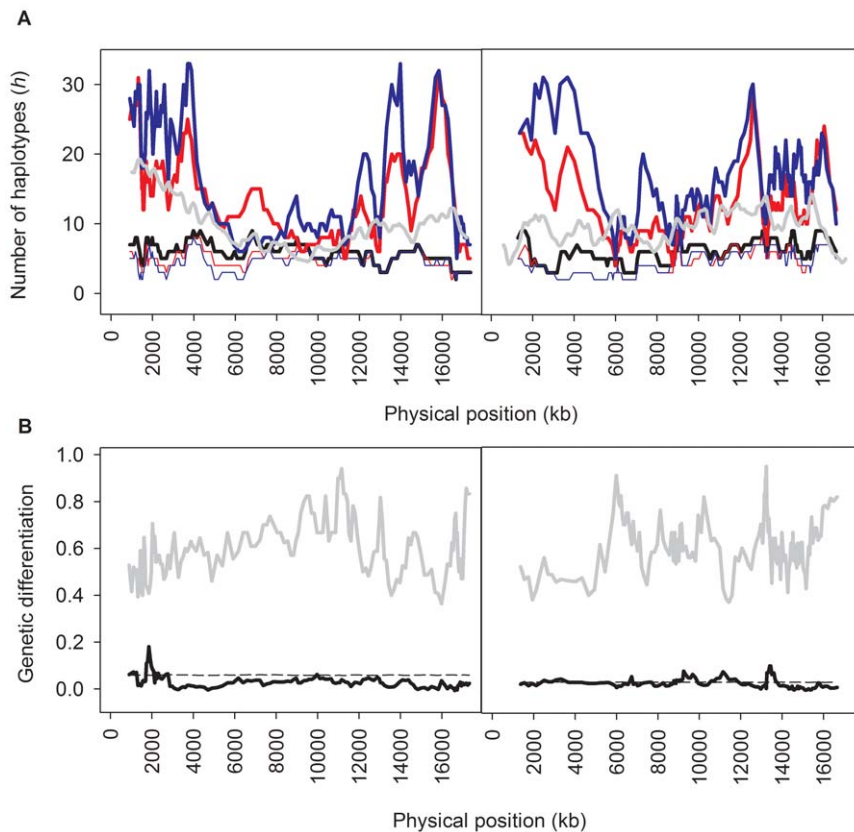 A
Number of haplotypes (h)
30
20
10
0
0 2000 4000 6000 8000 10000 12000 14000 16000
2000 4000 6000 8000 10000 12000 14000 16000
Physical position (kb)
B
Genetic differentiation
1.0
0.8
0.6
0.4
0.2
0.0
0 2000 4000 6000 8000 10000 12000 14000 16000
2000 4000 6000 8000 10000 12000 14000 16000
Physical position (kb)